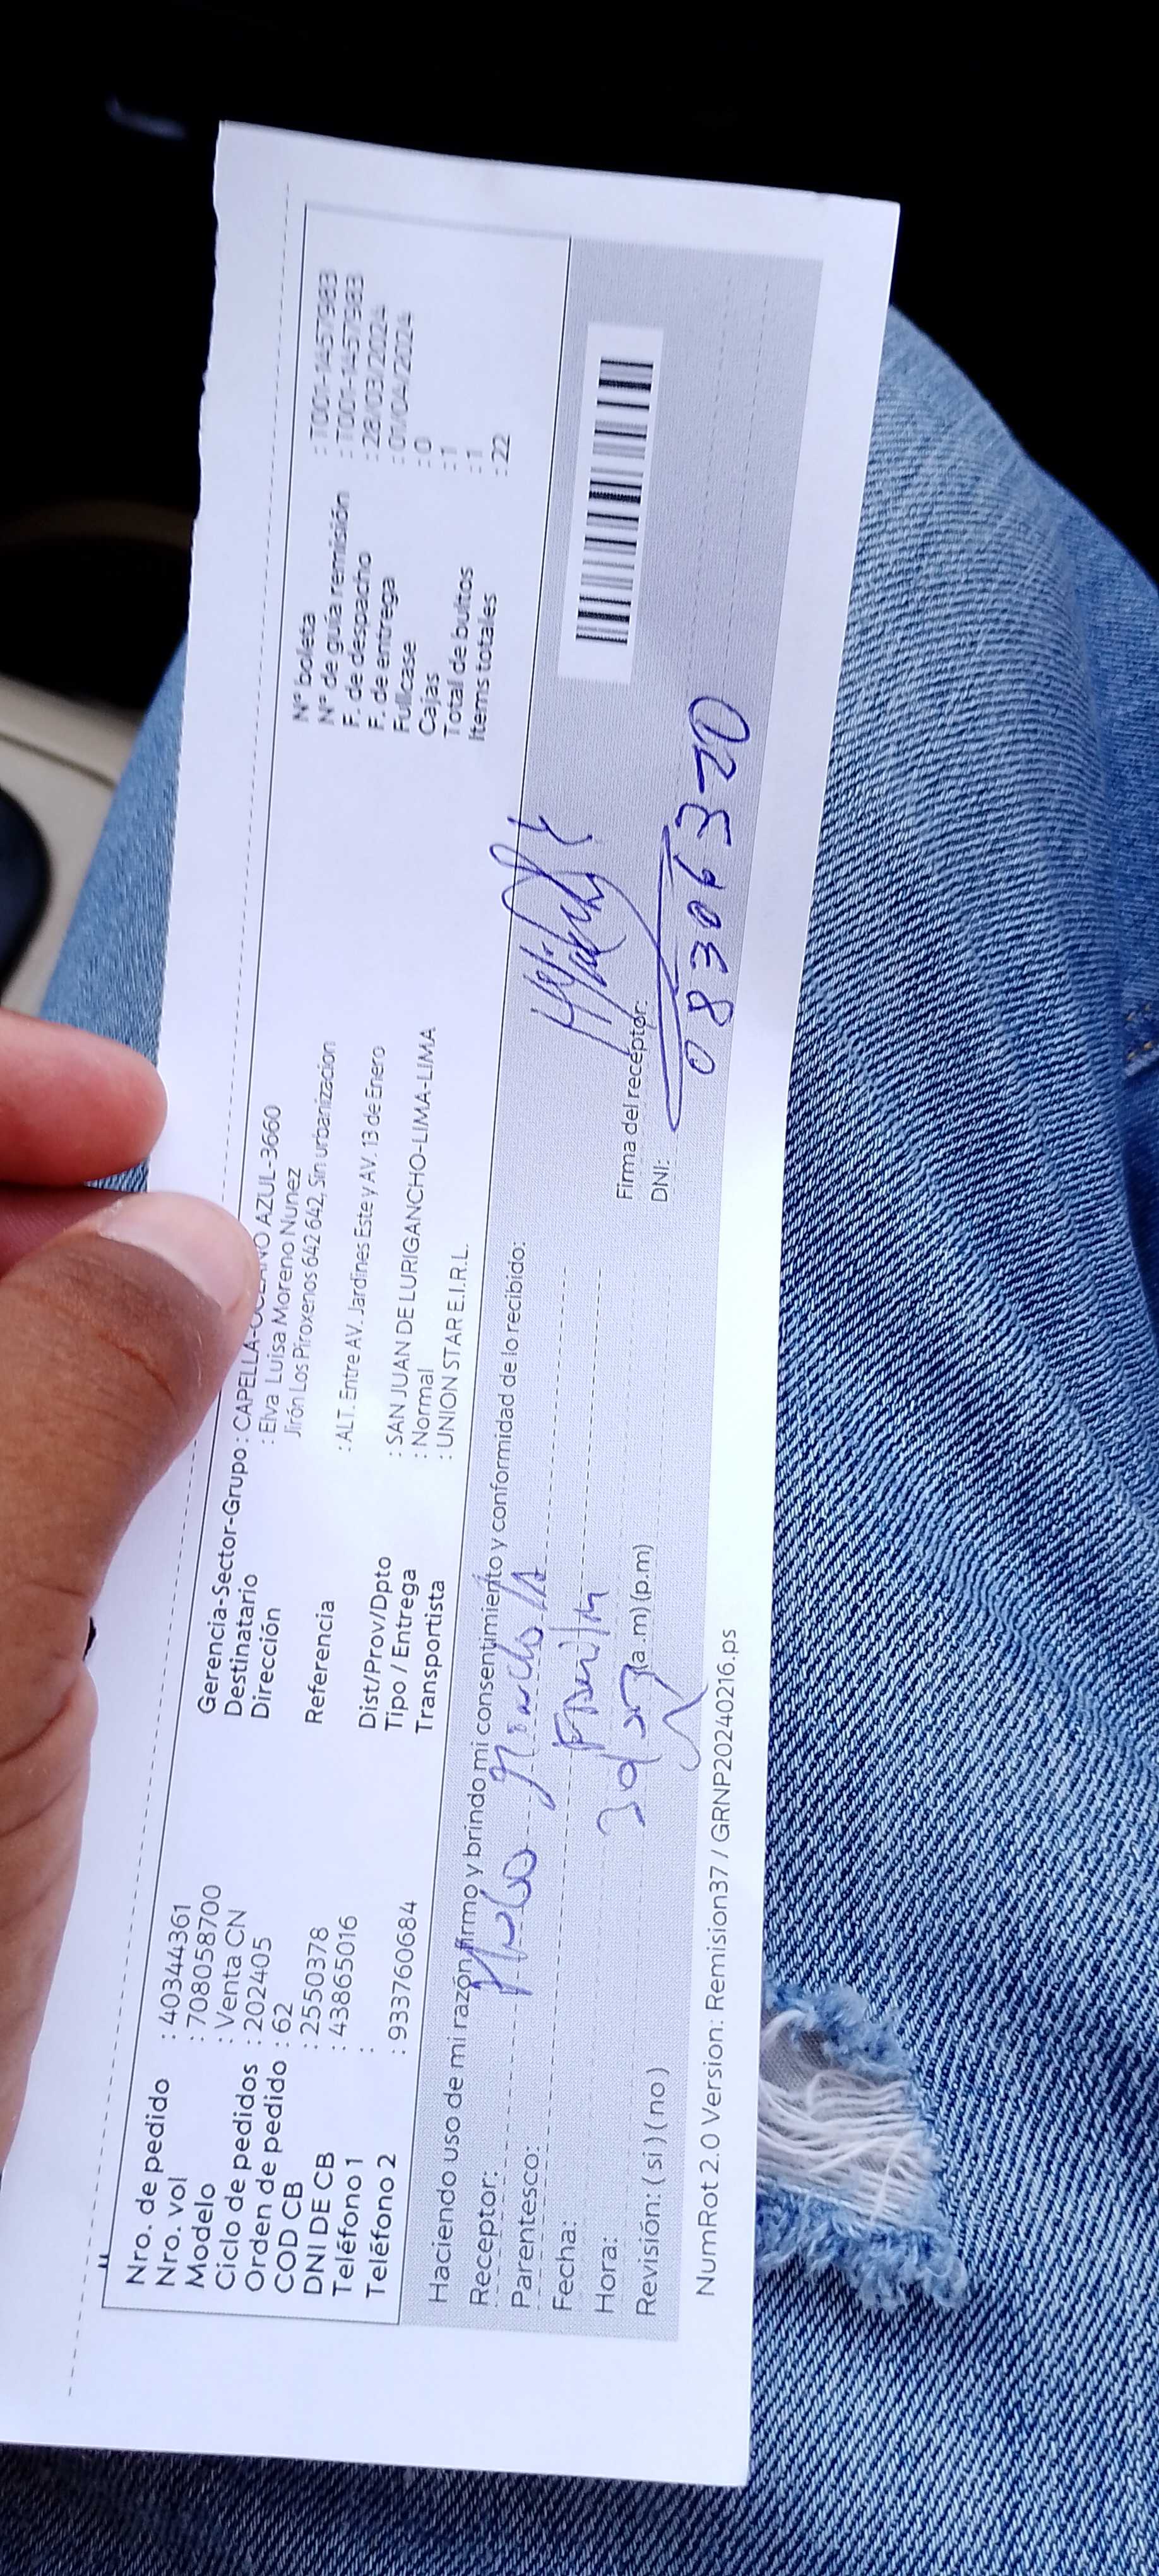 Nro. de pedido : 40344361
Nro. vol : 708058700
Modelo : Venta CN
Ciclo de pedidos : 202405
Orden de pedido : 62
COD CB : 2550378
DNI DE CB : 43865016
Teléfono 1 :
Teléfono 2 : 933760684
Gerencia-Sector-Grupo : CAPELLA-OCEANO AZUL-3660
Destinatario : Elva Luisa Moreno Nunez
Dirección Jirón Los Piroxenos 642 642, Sin urbanizacion
Referencia : ALT. Entre AV. Jardines Este y AV. 13 de Enero
Dist/Prov/Dpto : SAN JUAN DE LURIGANCHO-LIMA-LIMA
Tipo / Entrega : Normal
Transportista : UNION STAR E.I.R.L.
N° boleta : T001-1457983
N° de guía remisión : T001-1457983
F. de despacho : 28/03/2024
F. de entrega : 01/04/2024
Fullcase : 0
Cajas : 1
Total de bultos : 1
Items totales : 22
Haciendo uso de mi razón firmo y brindo mi consentimiento y conformidad de lo recibido:
Receptor:
Parentesco:
Fecha:
Hora: (a.m) (p.m)
Revisión: ( si ) ( no )
Firma del receptor:
DNI: 08306320
NumRot 2.0 Version: Remision37 / GRNP20240216.ps